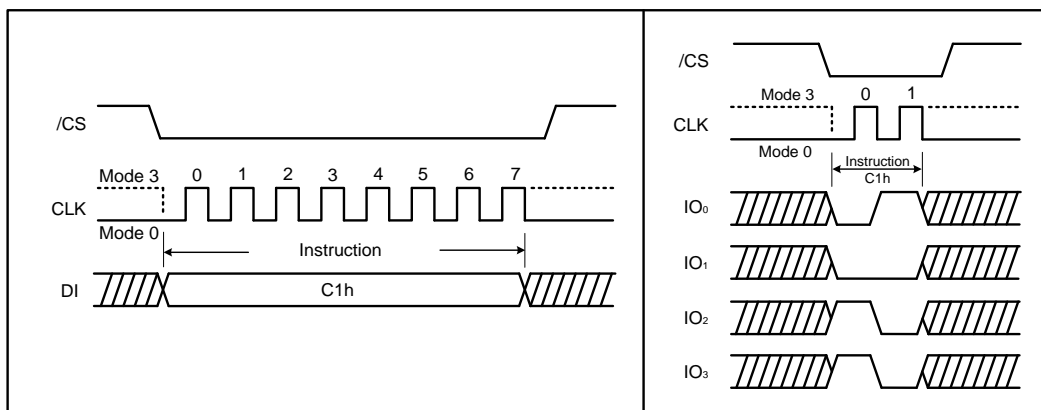 /CS
Mode 3
0 1 2 3 4 5 6 7
CLK
Mode 0
Instruction
DI
C1h
/CS
Mode 3
0 1
CLK
Mode 0
Instruction
C1h
IO₀
IO₁
IO₂
IO₃